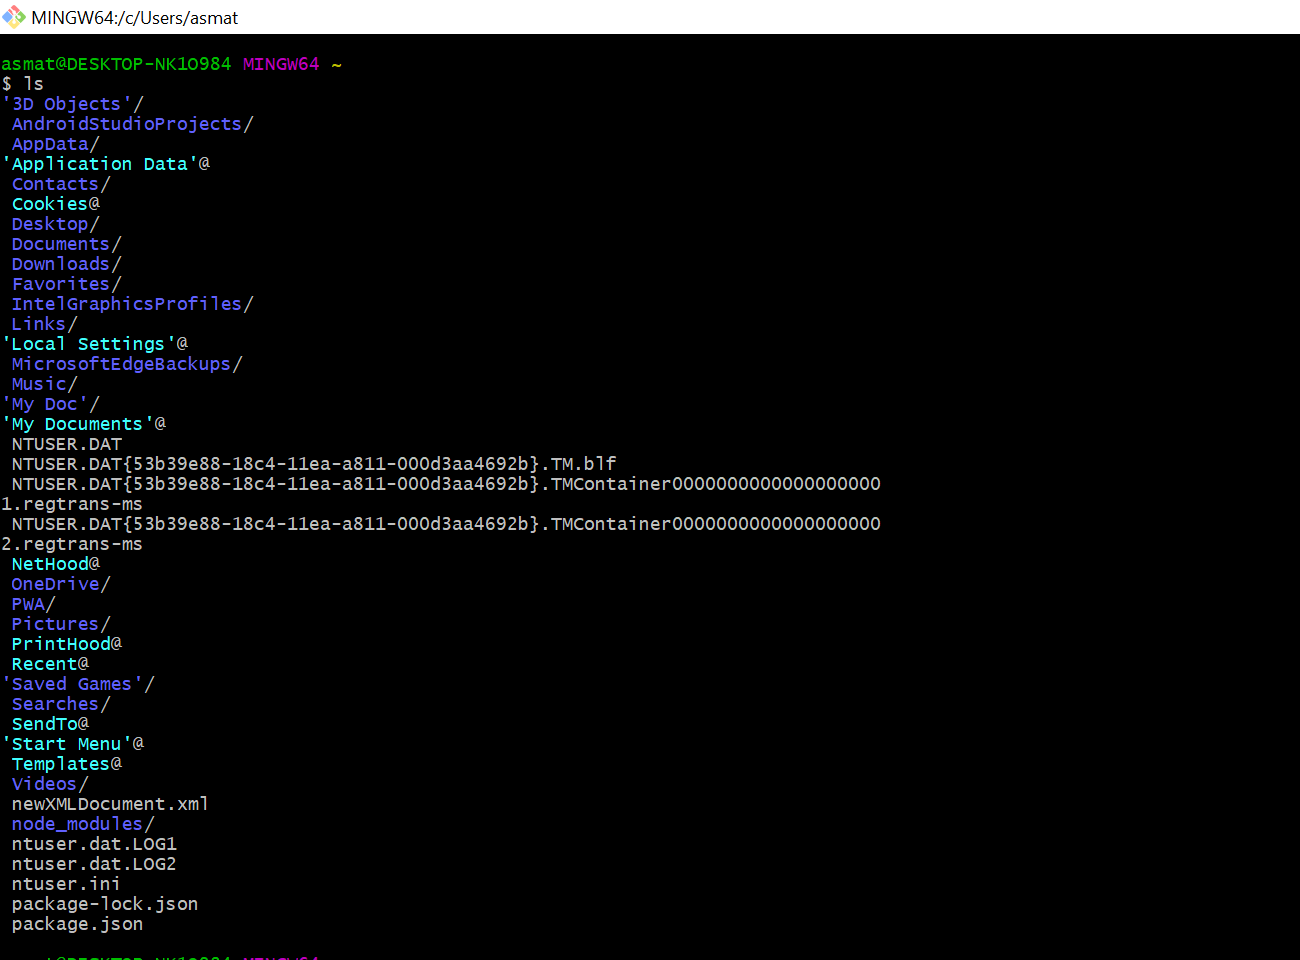 MINGW64:/c/Users/asmat
asmat@DESKTOP-NK1O984 MINGW64 ~
$ ls
'3D Objects'/
AndroidStudioProjects/
AppData/
'Application Data'@
Contacts/
Cookies@
Desktop/
Documents/
Downloads/
Favorites/
IntelGraphicsProfiles/
Links/
'Local Settings'@
MicrosoftEdgeBackups/
Music/
'My Doc'/
'My Documents'@
NTUSER.DAT
NTUSER.DAT{53b39e88-18c4-11ea-a811-000d3aa4692b}.TM.blf
NTUSER.DAT{53b39e88-18c4-11ea-a811-000d3aa4692b}.TMContainer0000000000000000000
1.regtrans-ms
NTUSER.DAT{53b39e88-18c4-11ea-a811-000d3aa4692b}.TMContainer0000000000000000000
2.regtrans-ms
NetHood@
OneDrive/
PWA/
Pictures/
PrintHood@
Recent@
'Saved Games'/
Searches/
SendTo@
'Start Menu'@
Templates@
Videos/
newXMLDocument.xml
node_modules/
ntuser.dat.LOG1
ntuser.dat.LOG2
ntuser.ini
package-lock.json
package.json